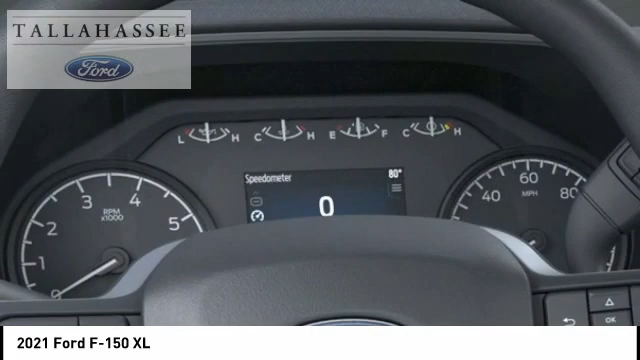 TALLAHASSEE
Ford
L H C H E F C H
Speedometer 80°
0
0 1 2 3 4 5
RPM
X1000
40 60 80
MPH
OK
2021 Ford F-150 XL